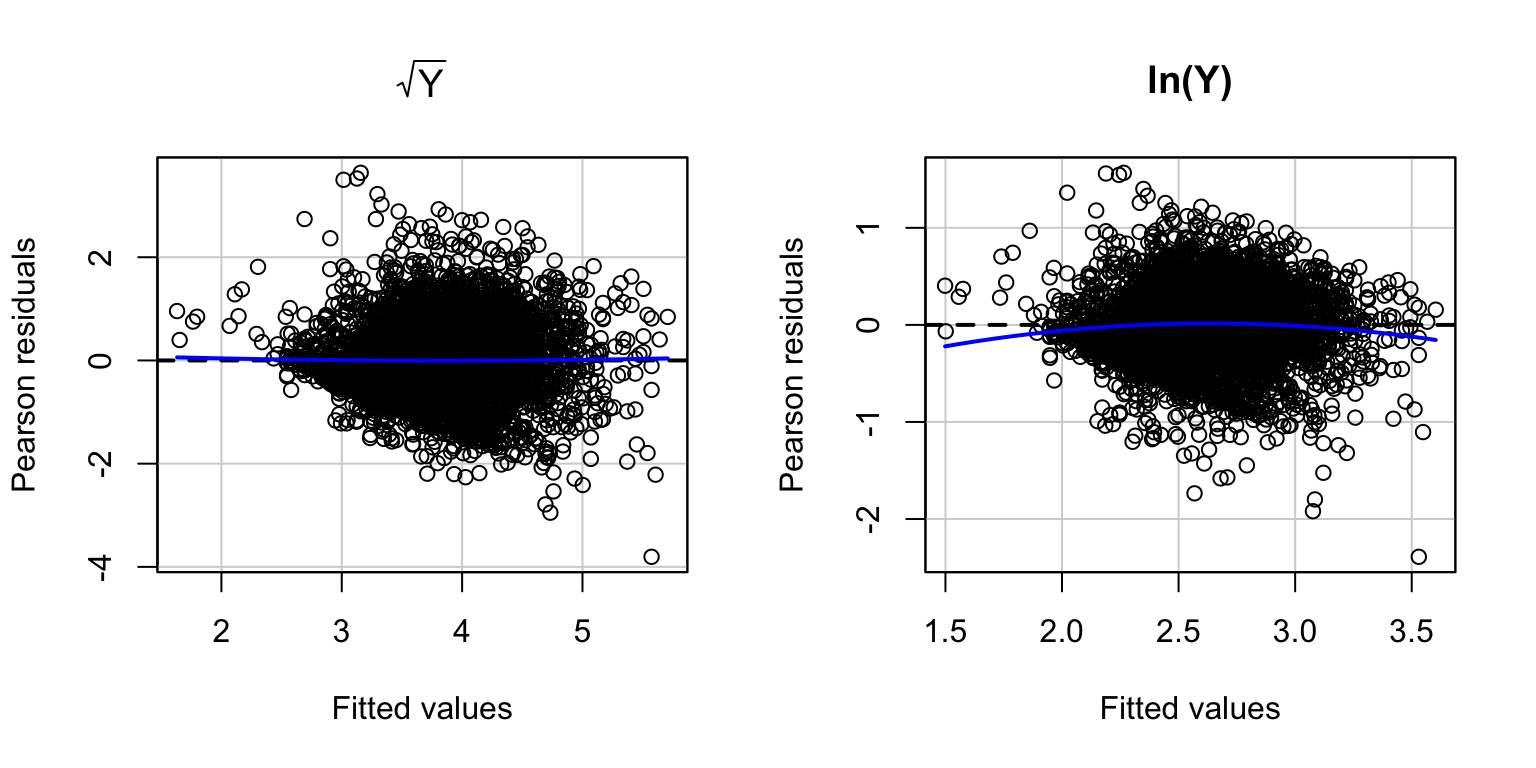 √Y
Pearson residuals
2
0
-2
-4
2 3 4 5
Fitted values
ln(Y)
Pearson residuals
1
0
-1
-2
1.5 2.0 2.5 3.0 3.5
Fitted values